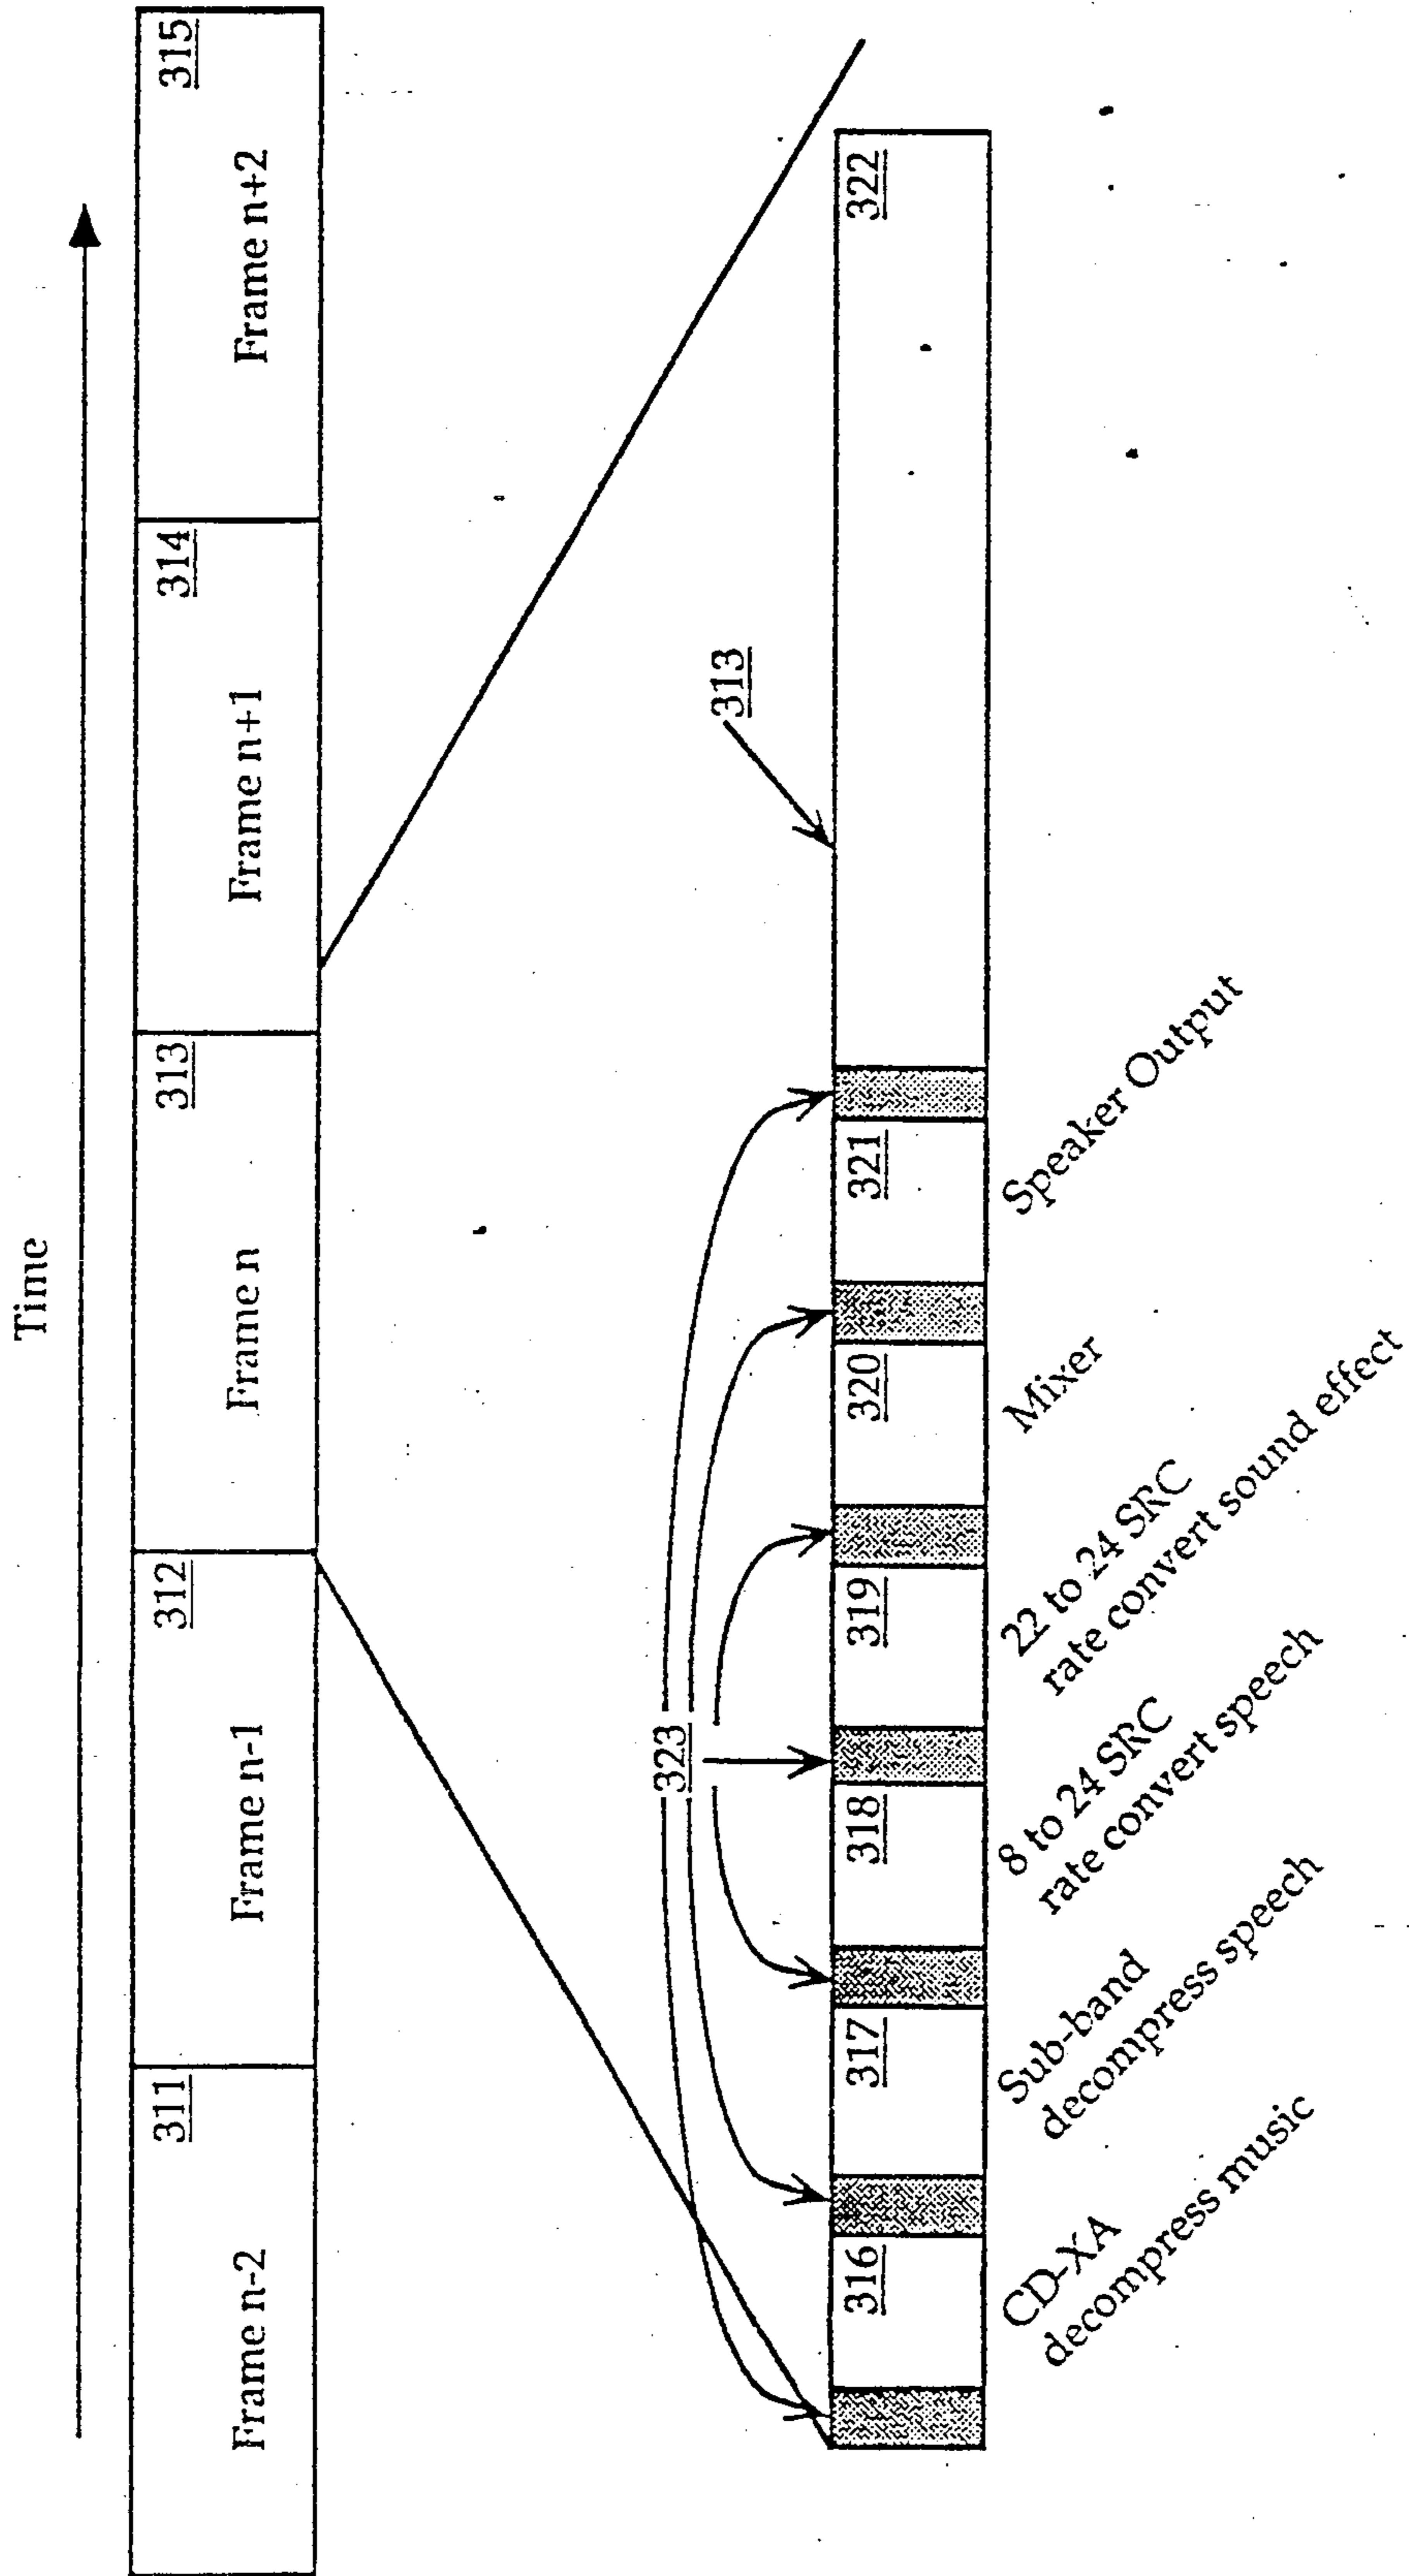 Time
Frame n-2
311
Frame n-1
312
Frame n
313
Frame n+1
314
Frame n+2
315
323
313
316
317
318
319
320
321
322
CD-XA
decompress music
Sub-band
decompress speech
8 to 24 SRC
rate convert speech
22 to 24 SRC
rate convert sound effect
Mixer
Speaker Output